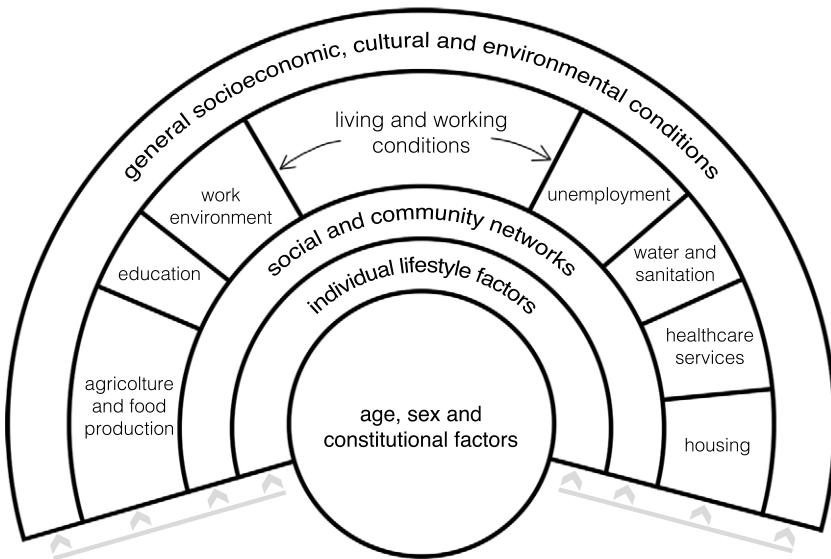 general socioeconomic, cultural and environmental conditions
living and working
conditions
work
environment
unemployment
social and community networks
education
water and
sanitation
individual lifestyle factors
healthcare
services
agricolture
and food
production
age, sex and
constitutional factors
housing